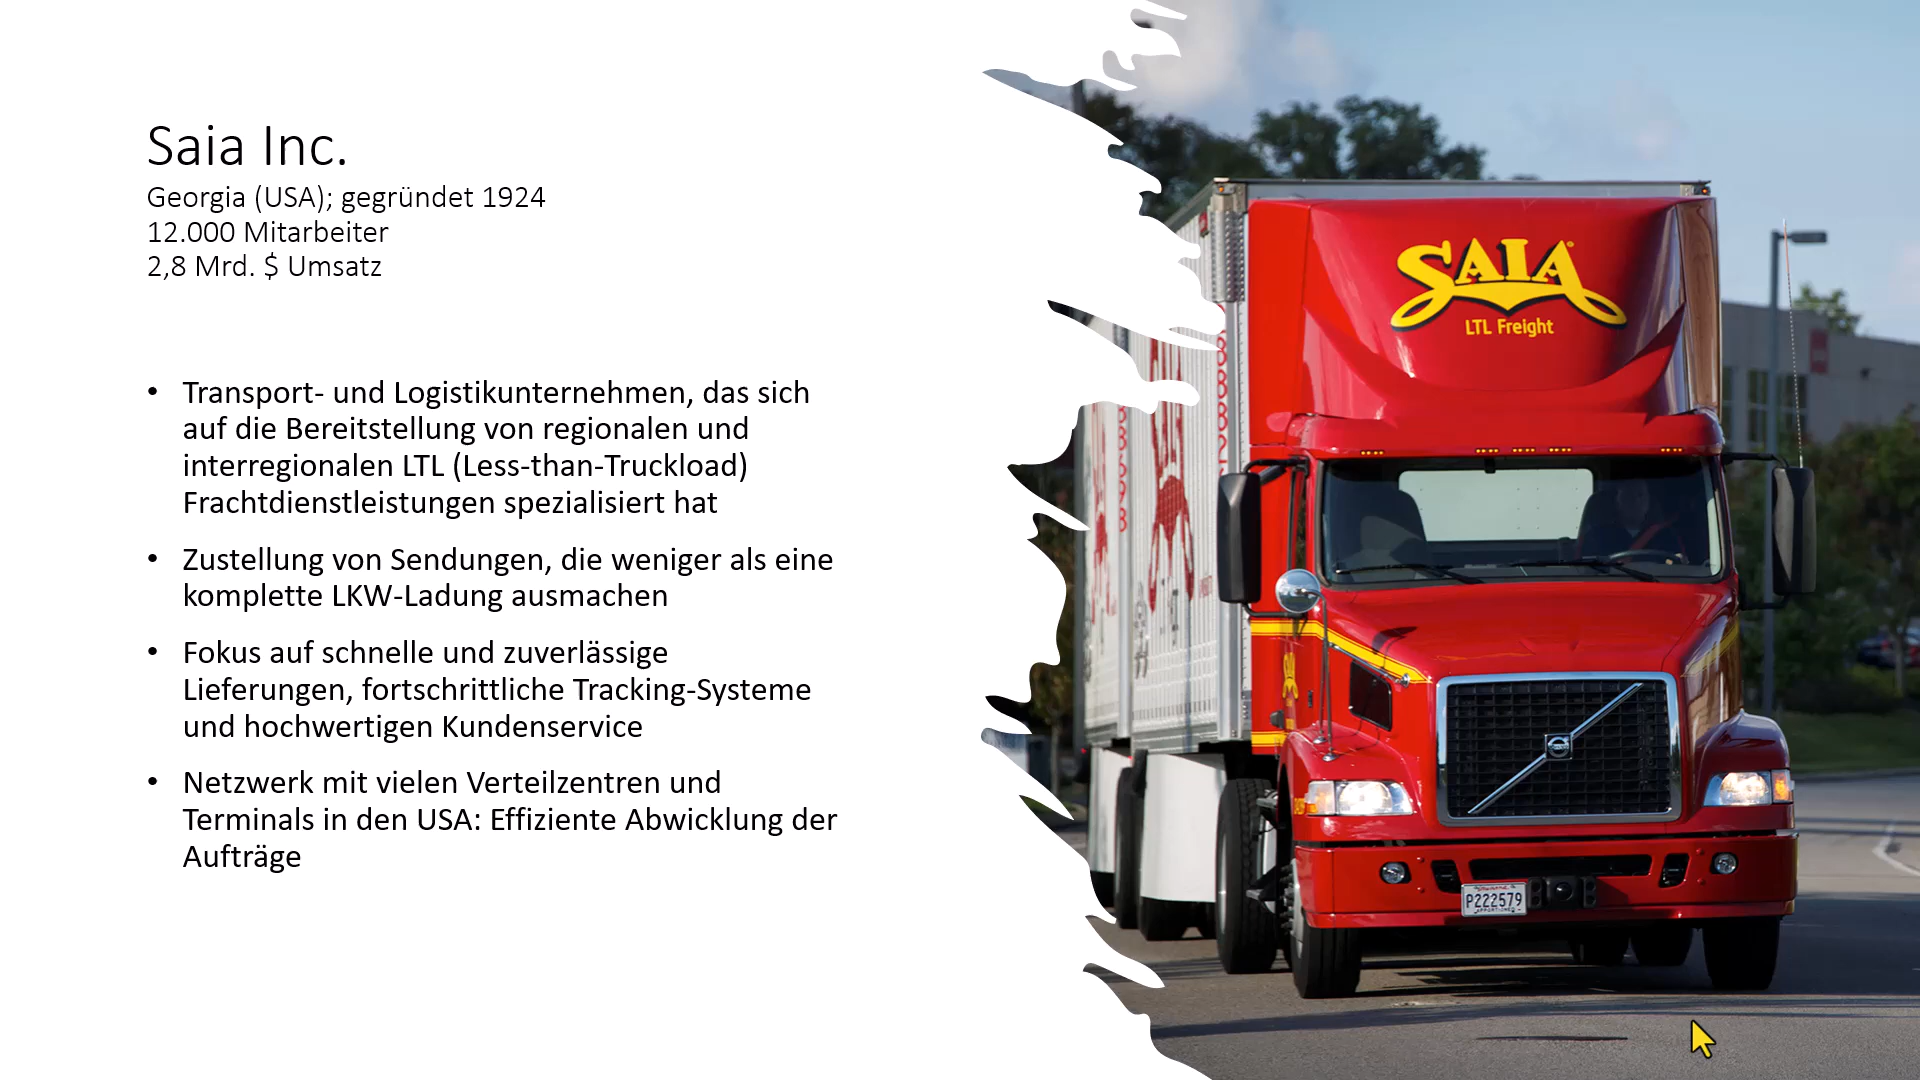 Saia Inc.
Georgia (USA); gegründet 1924
12.000 Mitarbeiter
2,8 Mrd. $ Umsatz
• Transport- und Logistikunternehmen, das sich
auf die Bereitstellung von regionalen und
interregionalen LTL (Less-than-Truckload)
Frachtdienstleistungen spezialisiert hat
• Zustellung von Sendungen, die weniger als eine
komplette LKW-Ladung ausmachen
• Fokus auf schnelle und zuverlässige
Lieferungen, fortschrittliche Tracking-Systeme
und hochwertigen Kundenservice
• Netzwerk mit vielen Verteilzentren und
Terminals in den USA: Effiziente Abwicklung der
Aufträge
SAIA
LTL Freight
SAIA
P222579